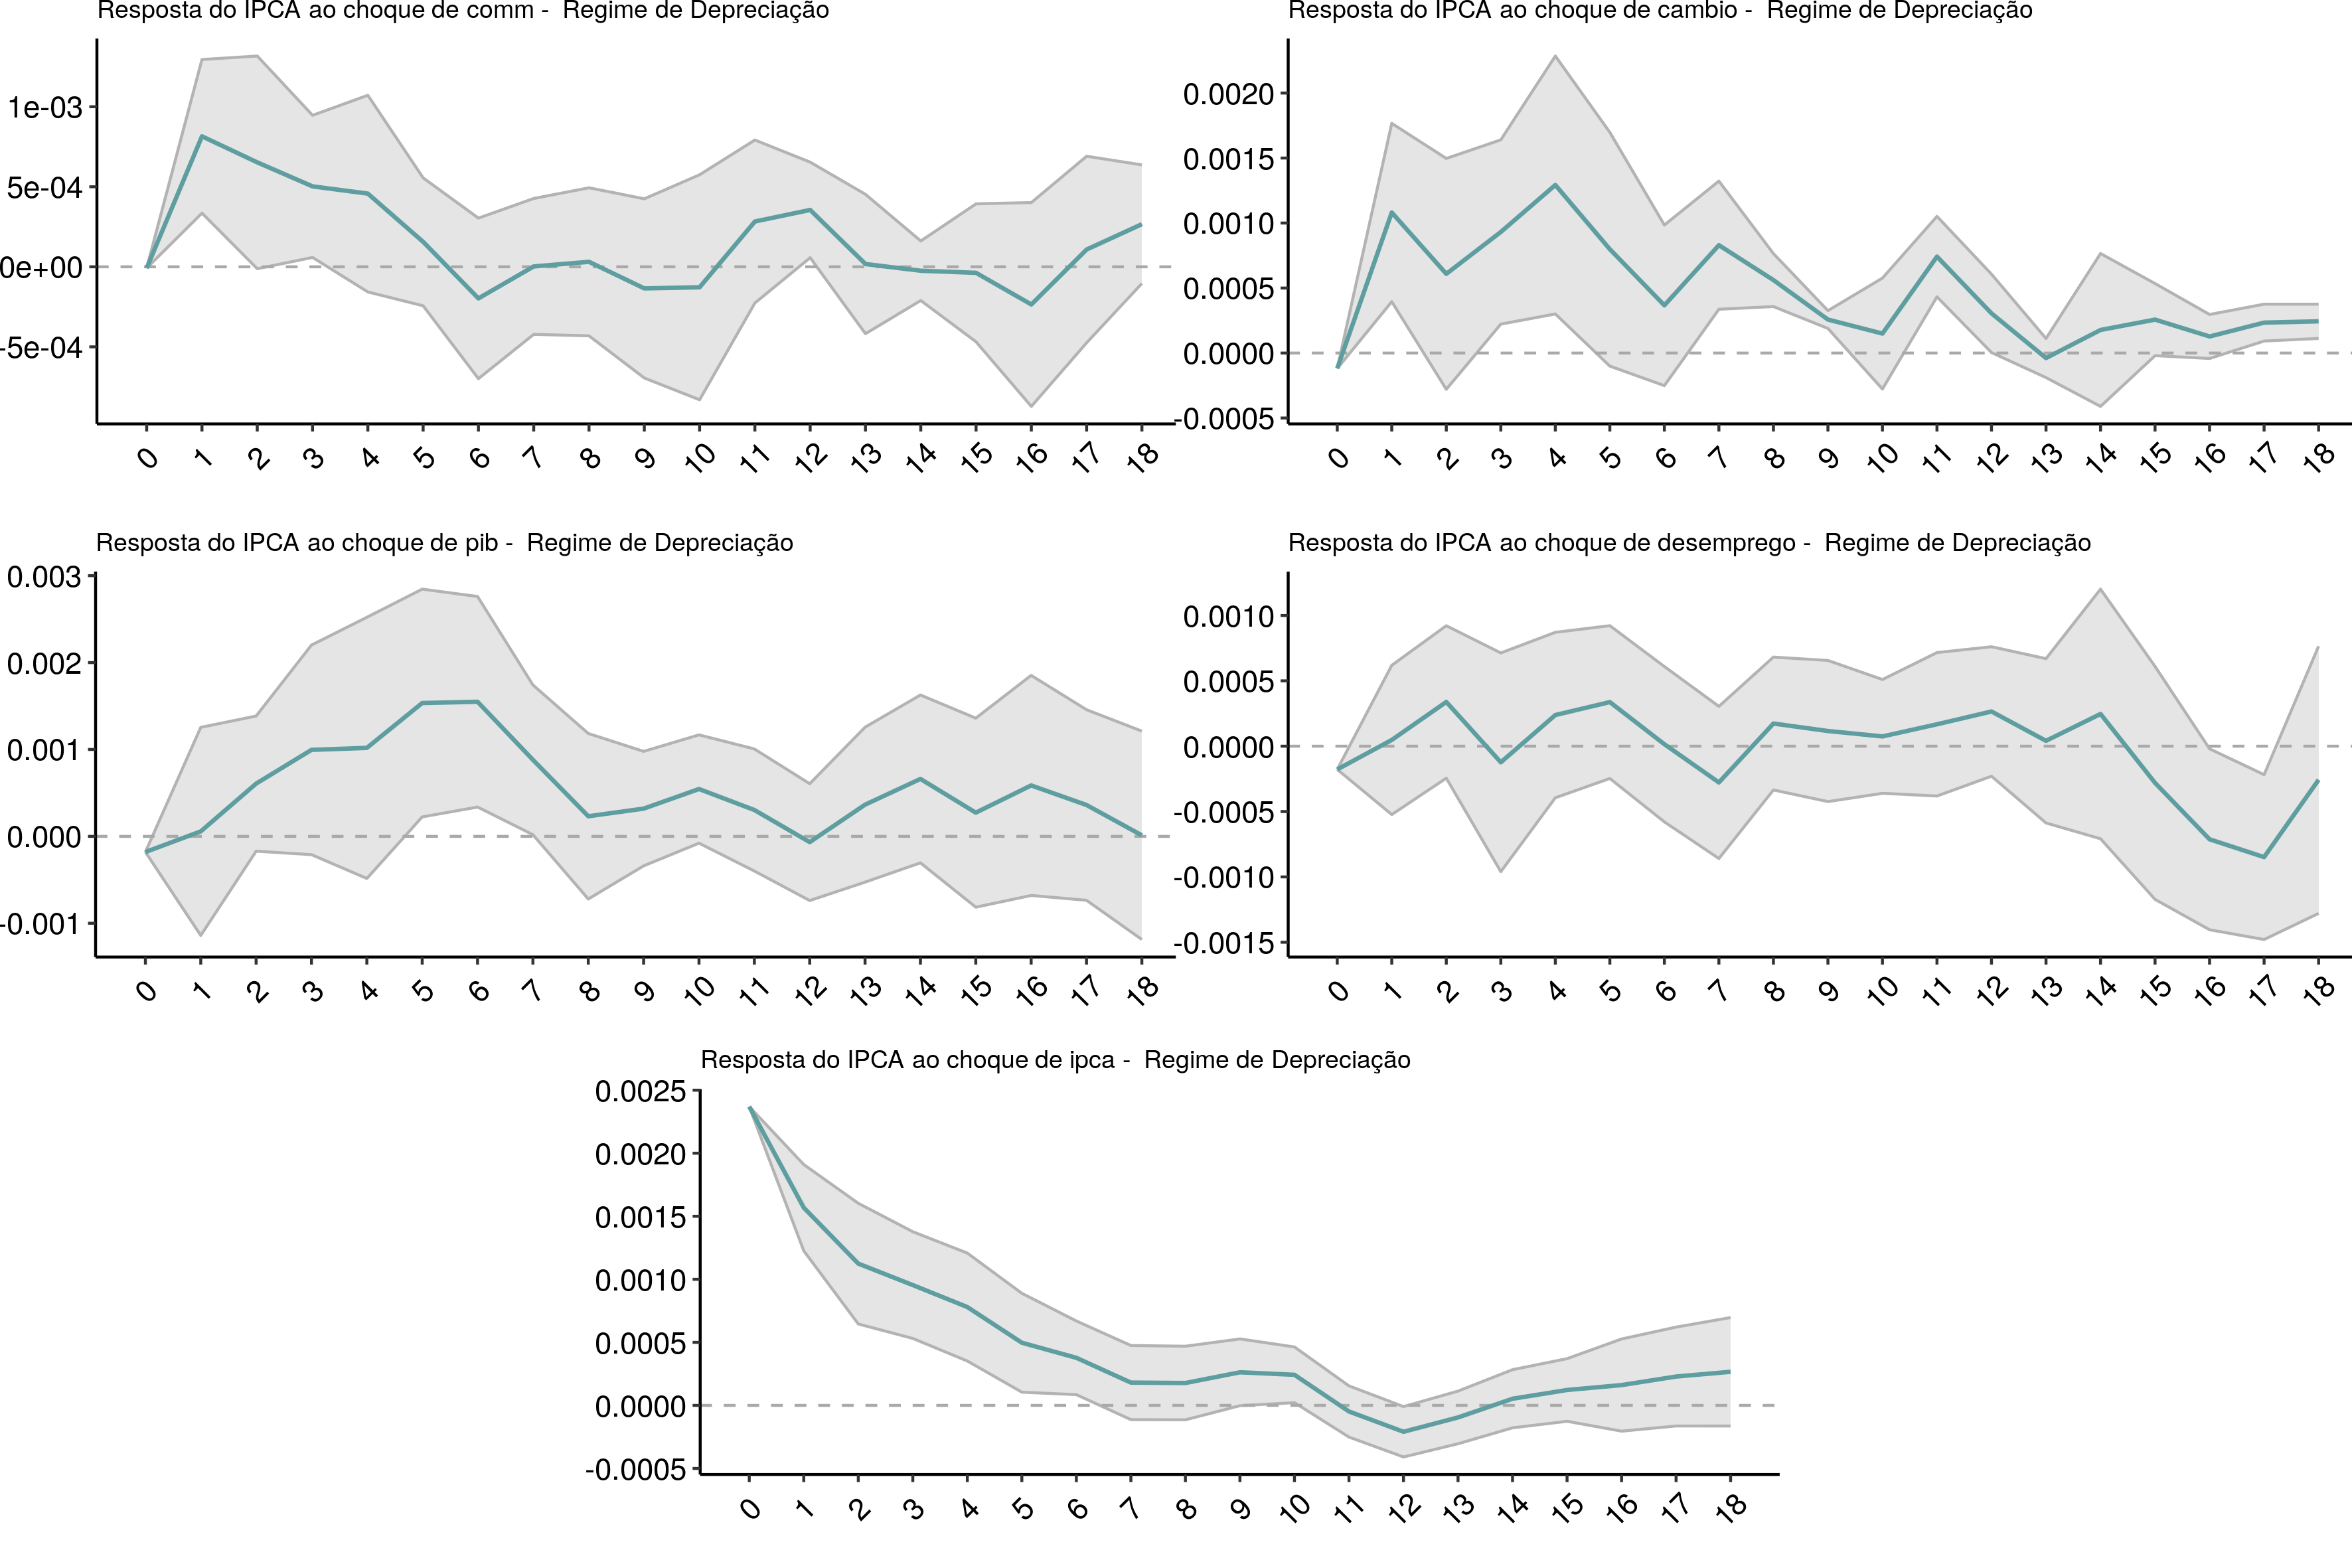 Resposta do IPCA ao choque de comm -  Regime de Depreciação
1e-03
5e-04
0e+00
-5e-04
0 1 2 3 4 5 6 7 8 9 10 11 12 13 14 15 16 17 18
Resposta do IPCA ao choque de cambio -  Regime de Depreciação
0.0020
0.0015
0.0010
0.0005
0.0000
-0.0005
0 1 2 3 4 5 6 7 8 9 10 11 12 13 14 15 16 17 18
Resposta do IPCA ao choque de pib -  Regime de Depreciação
0.003
0.002
0.001
0.000
-0.001
0 1 2 3 4 5 6 7 8 9 10 11 12 13 14 15 16 17 18
Resposta do IPCA ao choque de desemprego -  Regime de Depreciação
0.0010
0.0005
0.0000
-0.0005
-0.0010
-0.0015
0 1 2 3 4 5 6 7 8 9 10 11 12 13 14 15 16 17 18
Resposta do IPCA ao choque de ipca -  Regime de Depreciação
0.0025
0.0020
0.0015
0.0010
0.0005
0.0000
-0.0005
0 1 2 3 4 5 6 7 8 9 10 11 12 13 14 15 16 17 18